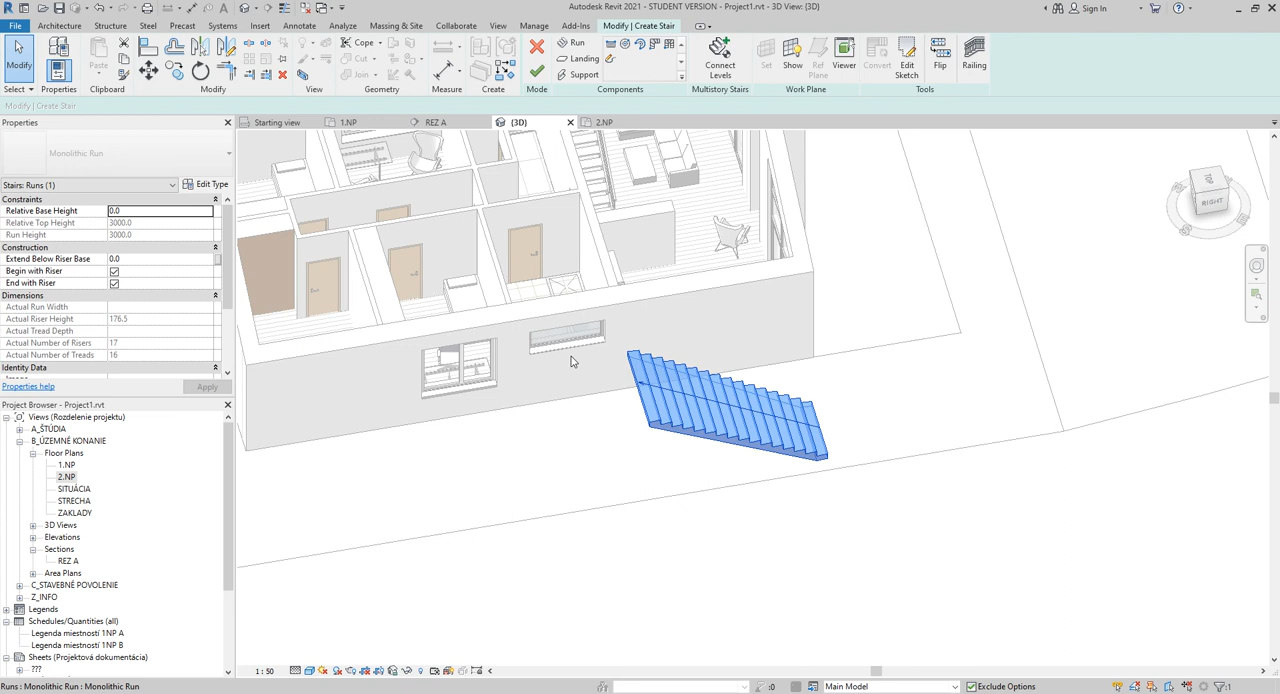 Autodesk Revit 2021 - STUDENT VERSION - Project1.rvt - 3D View: {3D}
Sign In
File Architecture Structure Steel Precast Systems Insert Annotate Analyze Massing & Site Collaborate View Manage Add-Ins Modify | Create Stair
Modify
Paste
Cope
Cut
Join
Run
Landing
Support
Connect Levels
Set Show Ref Plane Viewer
Convert Edit Sketch Flip Railing
Select Properties Clipboard Modify View Geometry Measure Create Mode Components Multistory Stairs Work Plane Tools
Modify | Create Stair
Properties
Starting view 1.NP REZ A {3D} 2.NP
Monolithic Run
Stairs: Runs (1) Edit Type
Constraints
Relative Base Height 0.0
Relative Top Height 3000.0
Run Height 3000.0
Construction
Extend Below Riser Base 0.0
Begin with Riser
End with Riser
Dimensions
Actual Run Width
Actual Riser Height 176.5
Actual Tread Depth
Actual Number of Risers 17
Actual Number of Treads 16
Identity Data
Properties help Apply
Project Browser - Project1.rvt
Views (Rozdelenie projektu)
A_ŠTÚDIA
B_ÚZEMNÉ KONANIE
Floor Plans
1.NP
2.NP
SITUÁCIA
STRECHA
ZAKLADY
3D Views
Elevations
Sections
REZ A
Area Plans
C_STAVEBNÉ POVOLENIE
Z_INFO
Legends
Schedules/Quantities (all)
Legenda miestností 1NP A
Legenda miestností 1NP B
Sheets (Projektová dokumentácia)
???
TOP
RIGHT
1 : 50
Runs : Monolithic Run : Monolithic Run
:0
Main Model
Exclude Options
:1